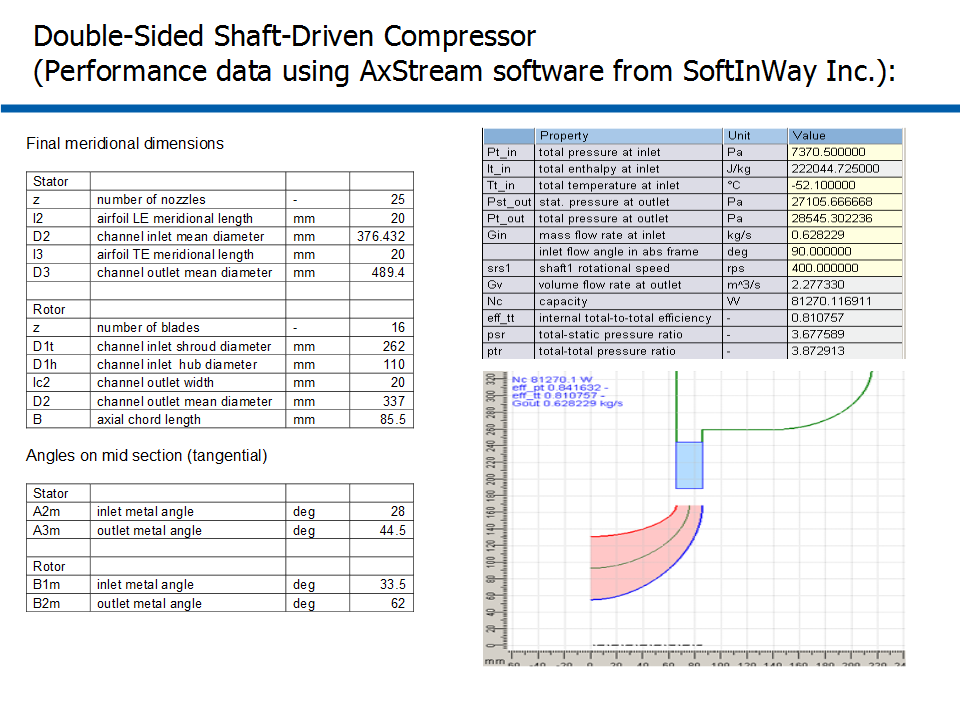 Double-Sided Shaft-Driven Compressor
(Performance data using AxStream software from SoftInWay Inc.):
Final meridional dimensions
Stator
z number of nozzles - 25
l2 airfoil LE meridional length mm 20
D2 channel inlet mean diameter mm 376.432
l3 airfoil TE meridional length mm 20
D3 channel outlet mean diameter mm 489.4
Rotor
z number of blades - 16
D1t channel inlet shroud diameter mm 262
D1h channel inlet hub diameter mm 110
lc2 channel outlet width mm 20
D2 channel outlet mean diameter mm 337
B axial chord length mm 85.5
Angles on mid section (tangential)
Stator
A2m inlet metal angle deg 28
A3m outlet metal angle deg 44.5
Rotor
B1m inlet metal angle deg 33.5
B2m outlet metal angle deg 62
Property Unit Value
Pt_in total pressure at inlet Pa 7370.500000
It_in total enthalpy at inlet J/kg 222044.725000
Tt_in total temperature at inlet °C -52.100000
Pst_out stat. pressure at outlet Pa 27105.666668
Pt_out total pressure at outlet Pa 28545.302236
Gin mass flow rate at inlet kg/s 0.628229
inlet flow angle in abs frame deg 90.000000
srs1 shaft1 rotational speed rps 400.000000
Gv volume flow rate at outlet m^3/s 2.277330
Nc capacity W 81270.116911
eff_tt internal total-to-total efficiency - 0.810757
psr total-static pressure ratio - 3.677589
ptr total-total pressure ratio - 3.872913
Nc 81270.1 W
eff_pt 0.841632 -
eff_tt 0.810757 -
Gout 0.628229 kg/s
320
300
280
260
240
220
200
180
160
140
120
100
80
60
40
20
0
mm -60 -40 -20 0 20 40 60 80 100 120 140 160 180 200 220 24